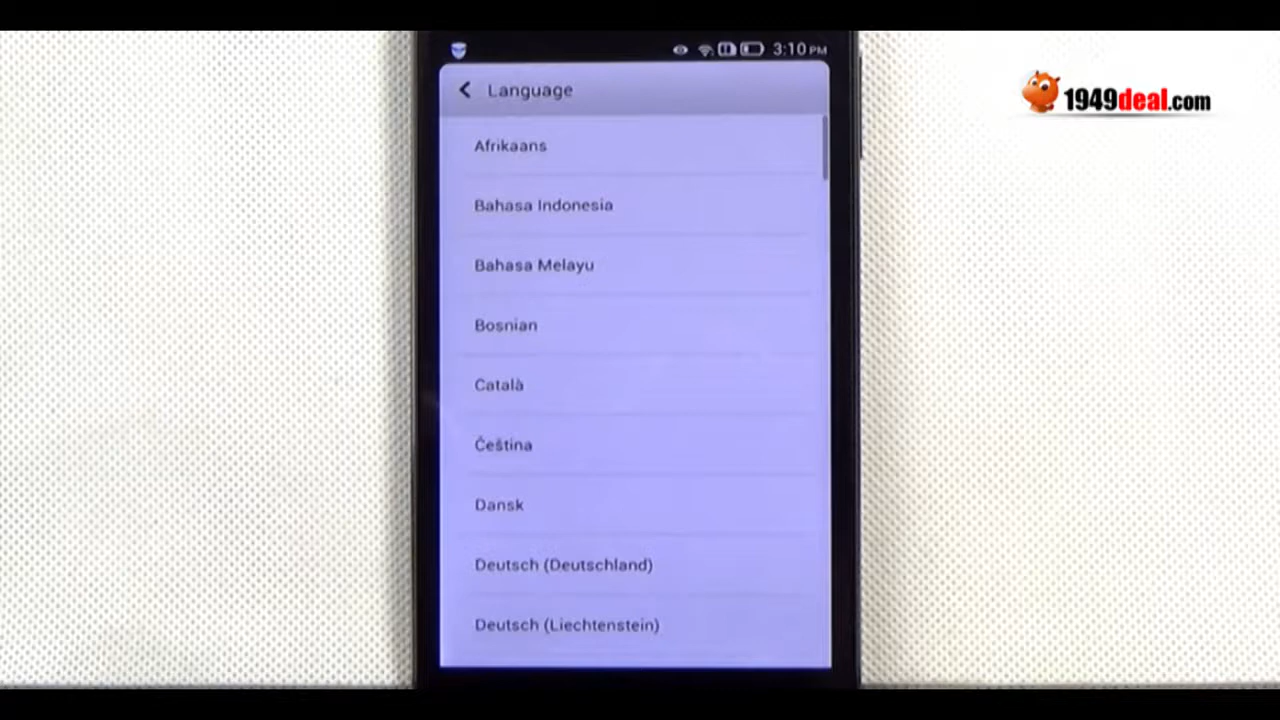 3:10 PM
1949deal.com
Language
Afrikaans
Bahasa Indonesia
Bahasa Melayu
Bosnian
Català
Čeština
Dansk
Deutsch (Deutschland)
Deutsch (Liechtenstein)